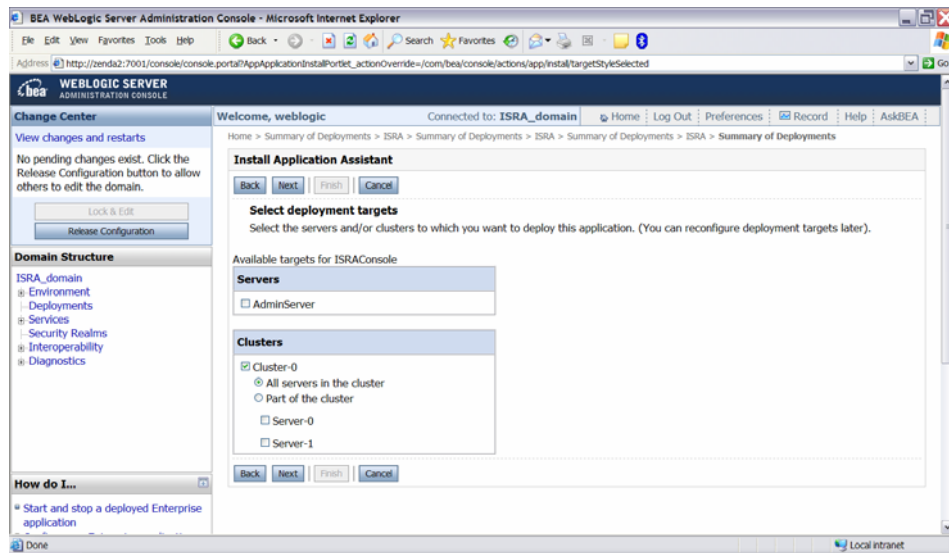 BEA WebLogic Server Administration Console - Microsoft Internet Explorer
File Edit View Favorites Tools Help
Back Search Favorites
Address http://zenda2:7001/console/console.portal?AppApplicationInstallPortlet_actionOverride=/com/bea/console/actions/app/install/targetStyleSelected Go
bea WEBLOGIC SERVER
ADMINISTRATION CONSOLE
Change Center
View changes and restarts
No pending changes exist. Click the
Release Configuration button to allow
others to edit the domain.
Lock & Edit
Release Configuration
Domain Structure
ISRA_domain
Environment
Deployments
Services
Security Realms
Interoperability
Diagnostics
How do I...
Start and stop a deployed Enterprise
application
Welcome, weblogic Connected to: ISRA_domain Home Log Out Preferences Record Help AskBEA
Home > Summary of Deployments > ISRA > Summary of Deployments > ISRA > Summary of Deployments > ISRA > Summary of Deployments
Install Application Assistant
Back Next Finish Cancel
Select deployment targets
Select the servers and/or clusters to which you want to deploy this application. (You can reconfigure deployment targets later).
Available targets for ISRAConsole
Servers
AdminServer
Clusters
Cluster-0
All servers in the cluster
Part of the cluster
Server-0
Server-1
Back Next Finish Cancel
Done Local intranet